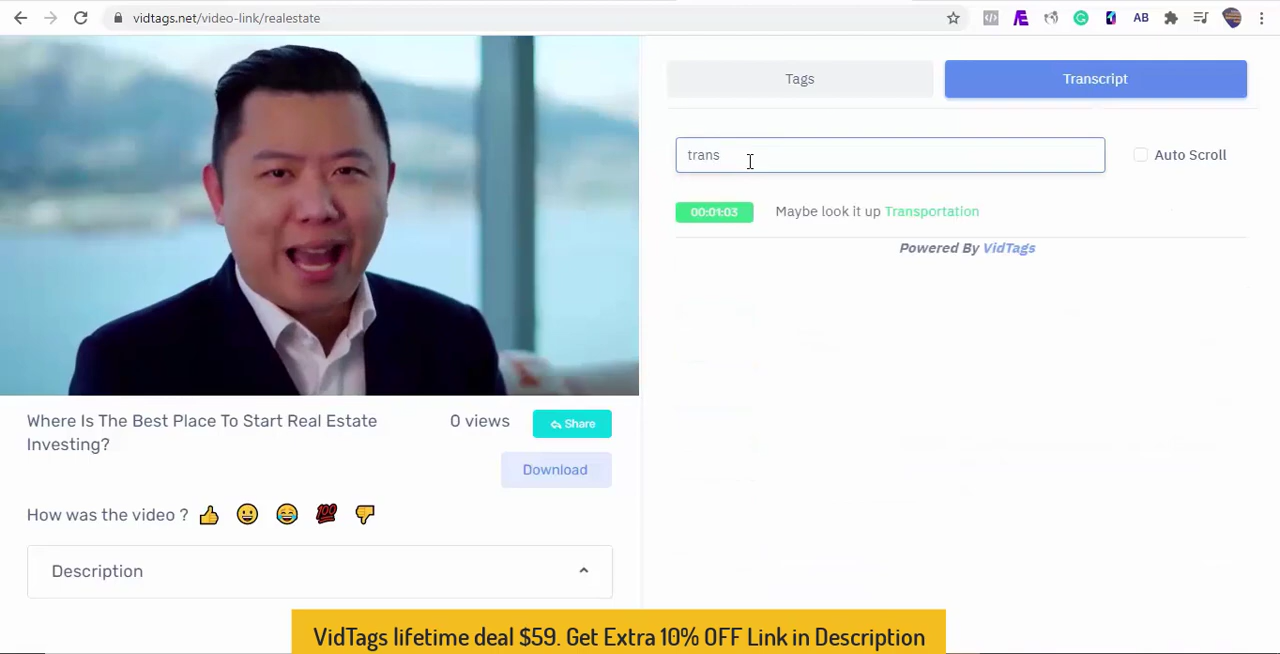 vidtags.net/video-link/realestate
AB
Tags
Transcript
trans
Auto Scroll
00:01:03 Maybe look it up Transportation
Powered By VidTags
Where Is The Best Place To Start Real Estate
Investing?
0 views
Share
Download
How was the video ?
Description
VidTags lifetime deal $59. Get Extra 10% OFF Link in Description